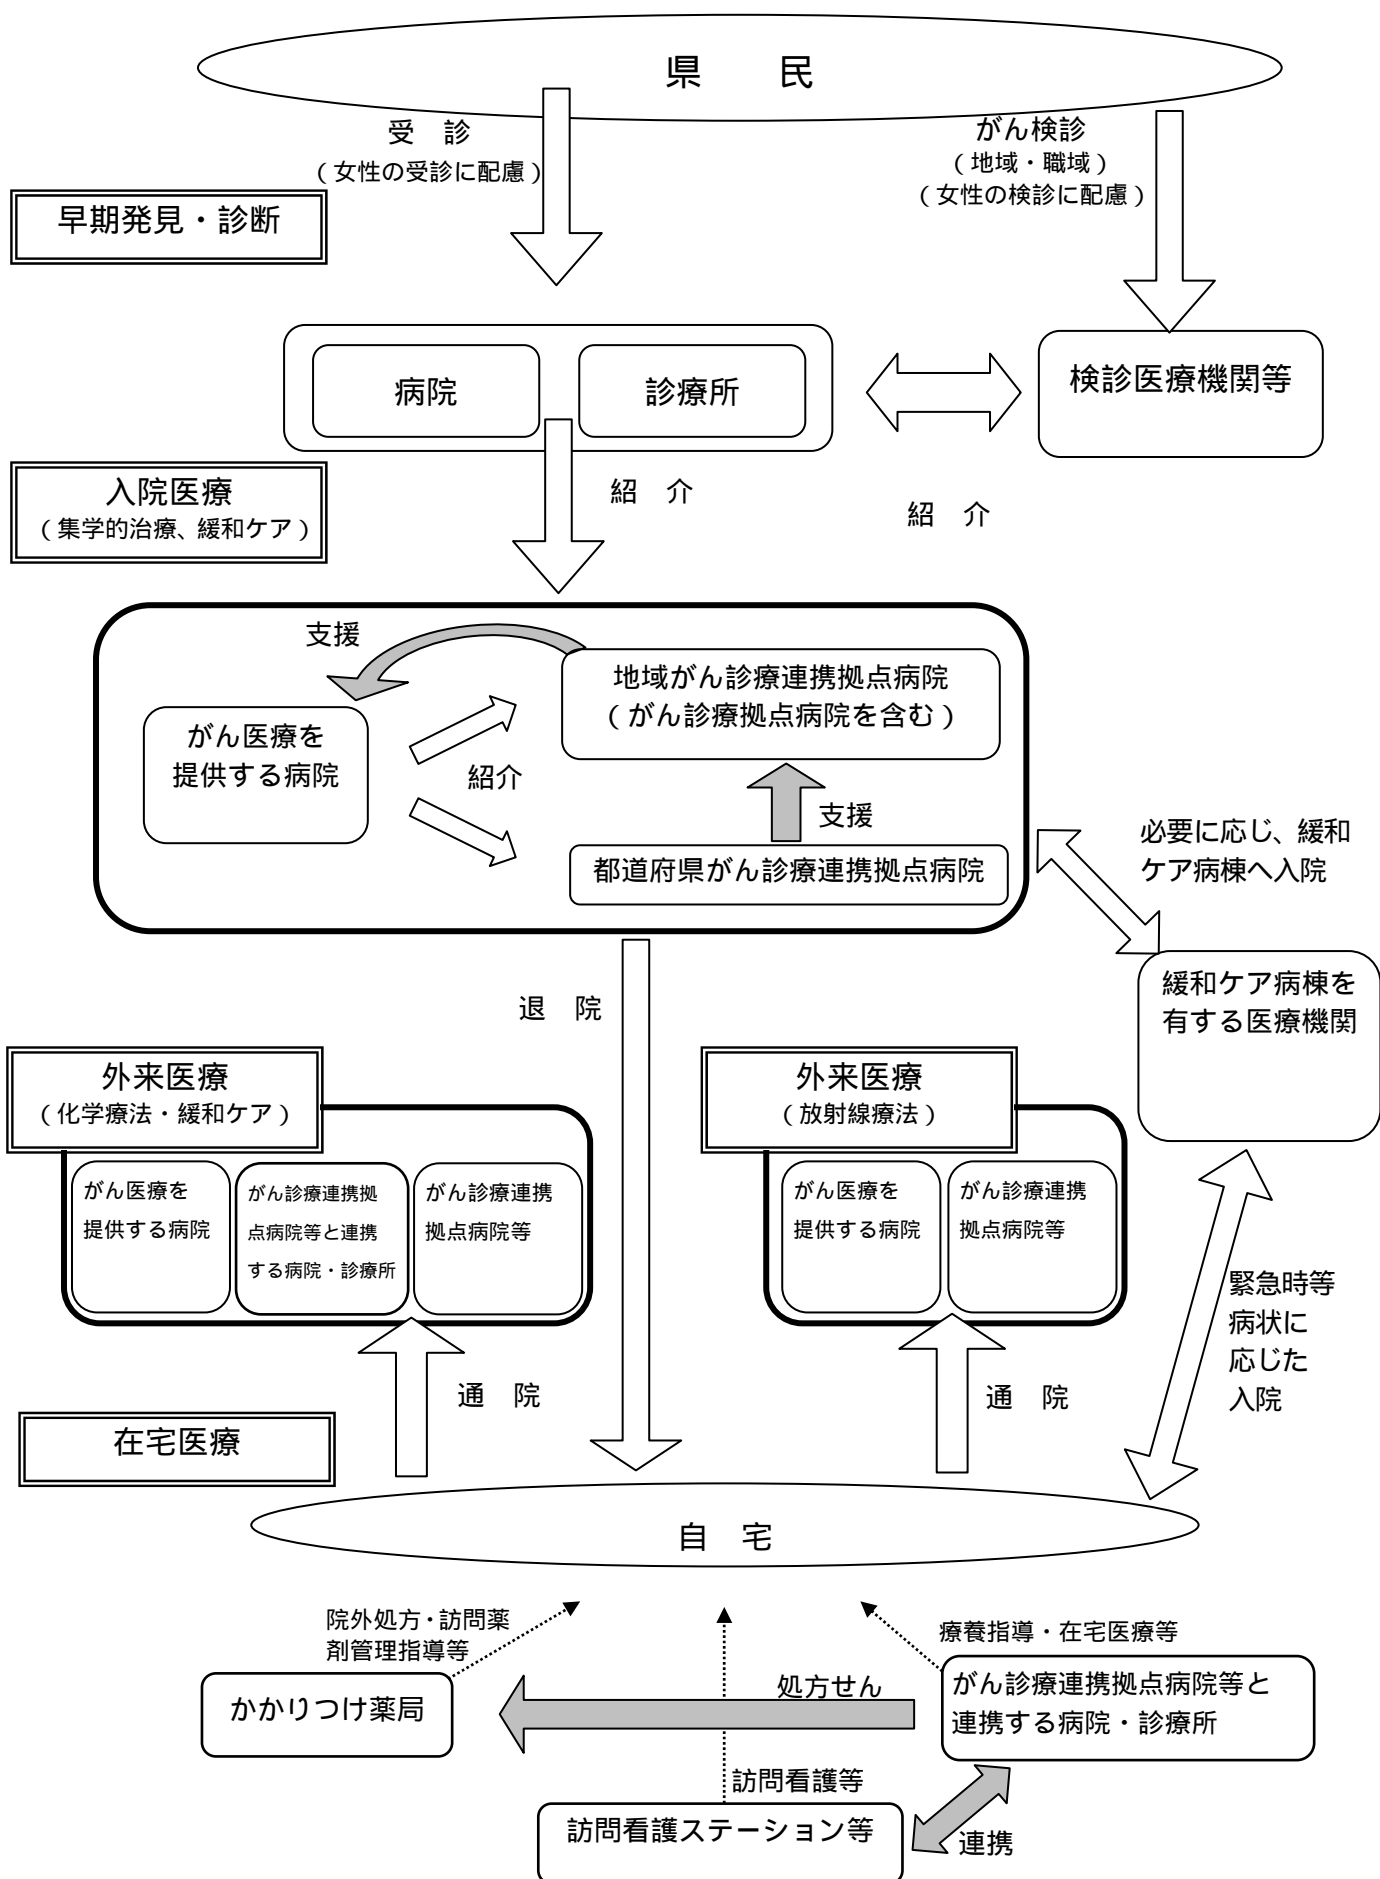 県　民
受　診
（女性の受診に配慮）
がん検診
（地域・職域）
（女性の検診に配慮）
早期発見・診断
病院
診療所
検診医療機関等
入院医療
（集学的治療、緩和ケア）
紹　介
紹　介
支援
地域がん診療連携拠点病院
（がん診療拠点病院を含む）
がん医療を
提供する病院
紹介
支援
都道府県がん診療連携拠点病院
必要に応じ、緩和
ケア病棟へ入院
緩和ケア病棟を
有する医療機関
退　院
外来医療
（化学療法・緩和ケア）
がん医療を
提供する病院
がん診療連携拠
点病院等と連携
する病院・診療所
がん診療連携
拠点病院等
外来医療
（放射線療法）
がん医療を
提供する病院
がん診療連携
拠点病院等
緊急時等
病状に
応じた
入院
通　院
通　院
在宅医療
自　宅
院外処方・訪問薬
剤管理指導等
療養指導・在宅医療等
かかりつけ薬局
処方せん
がん診療連携拠点病院等と
連携する病院・診療所
訪問看護等
訪問看護ステーション等
連携